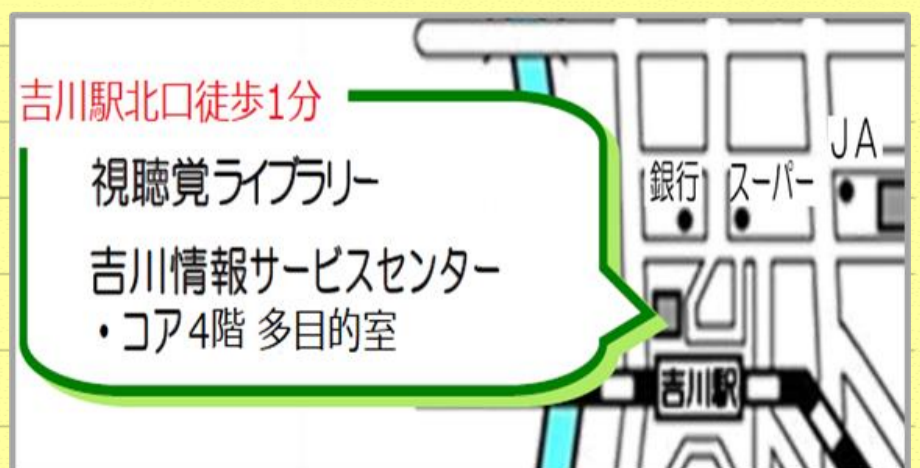 吉川駅北口徒歩1分
視聴覚ライブラリー
吉川情報サービスセンター
・コア4階 多目的室
JA
銀行
スーパー
吉川駅